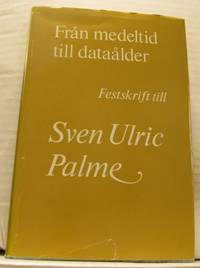 Från medeltid
till dataålder
Festskrift till
Sven Ulric
Palme